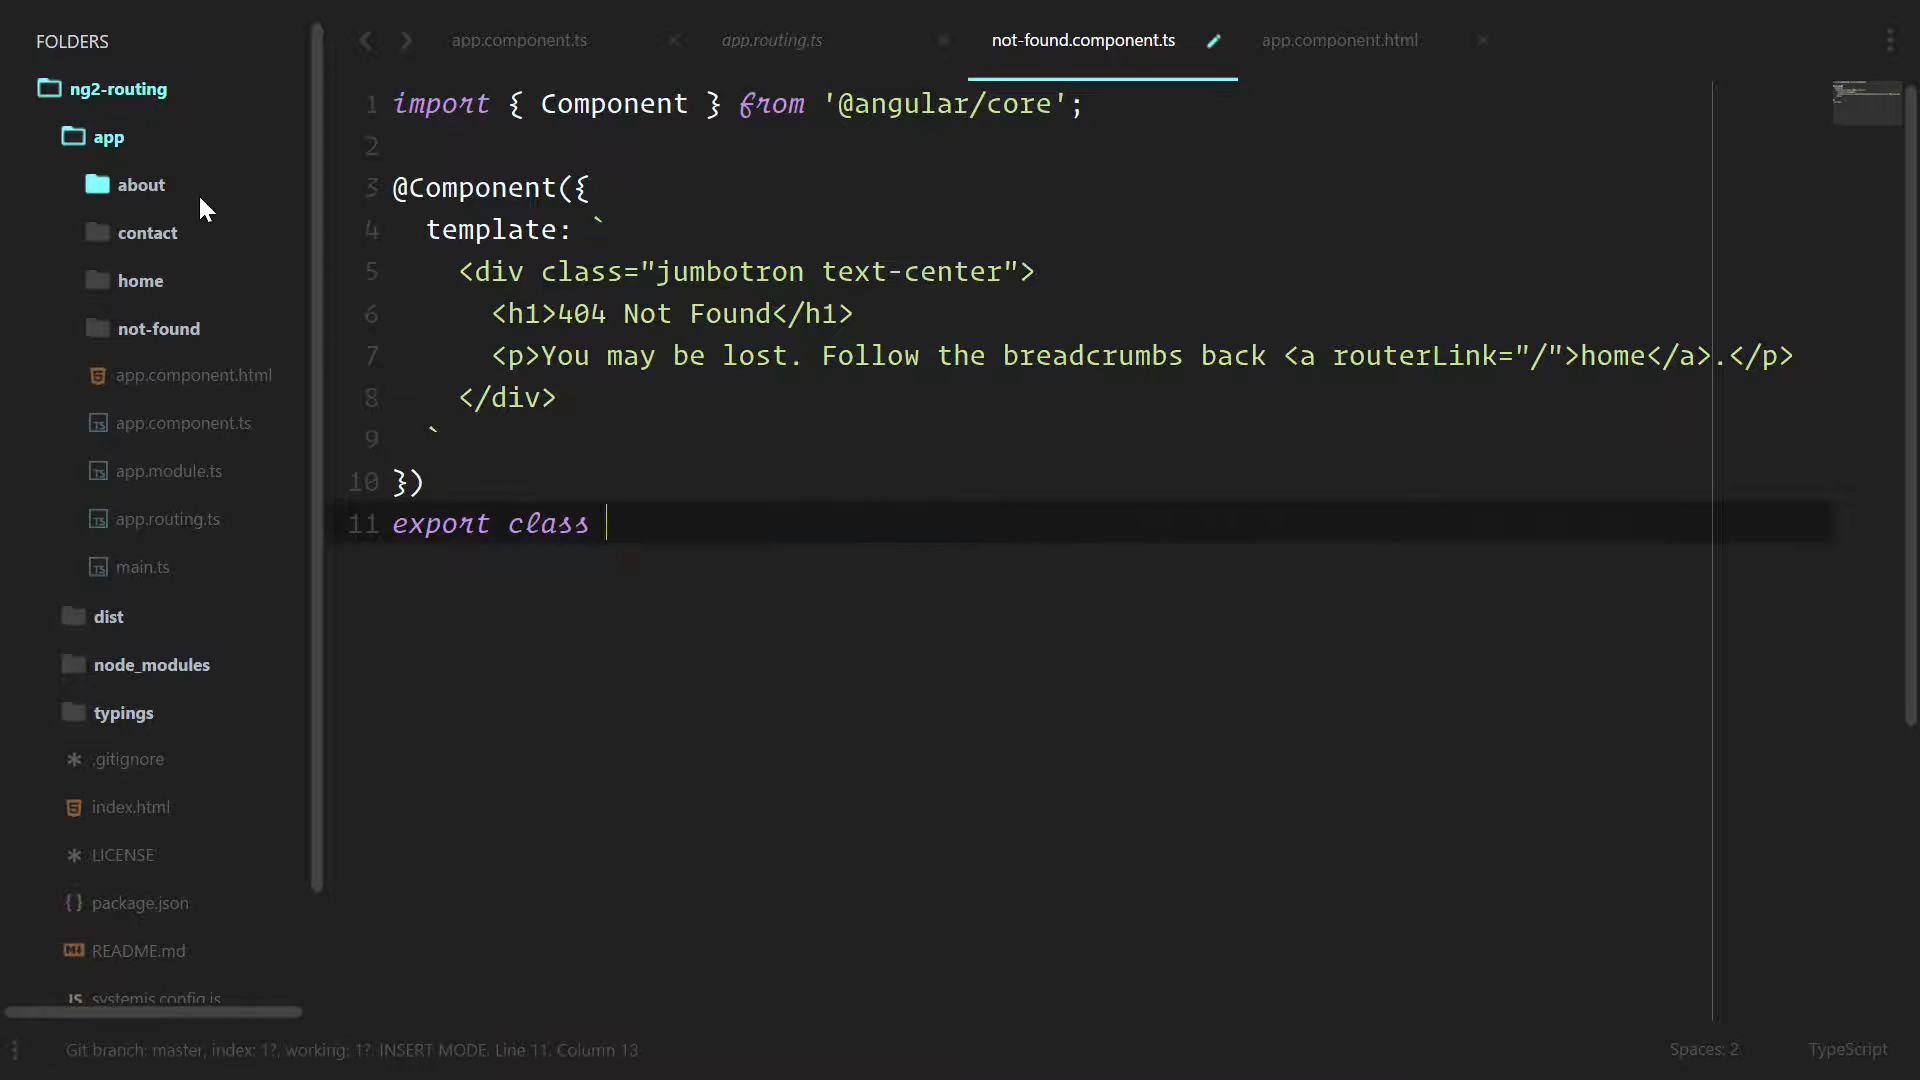 FOLDERS
ng2-routing
app
about
contact
home
not-found
app.component.html
app.component.ts
app.module.ts
app.routing.ts
main.ts
dist
node_modules
typings
.gitignore
index.html
LICENSE
package.json
README.md
systemjs.config.js
app.component.ts
app.routing.ts
not-found.component.ts
app.component.html
1 import { Component } from '@angular/core';
2
3 @Component({
4 template: `
5 <div class="jumbotron text-center">
6 <h1>404 Not Found</h1>
7 <p>You may be lost. Follow the breadcrumbs back <a routerLink="/">home</a>.</p>
8 </div>
9 `
10 })
11 export class
Git branch: master, index: 1?, working: 1?, INSERT MODE, Line 11, Column 13
Spaces: 2
TypeScript